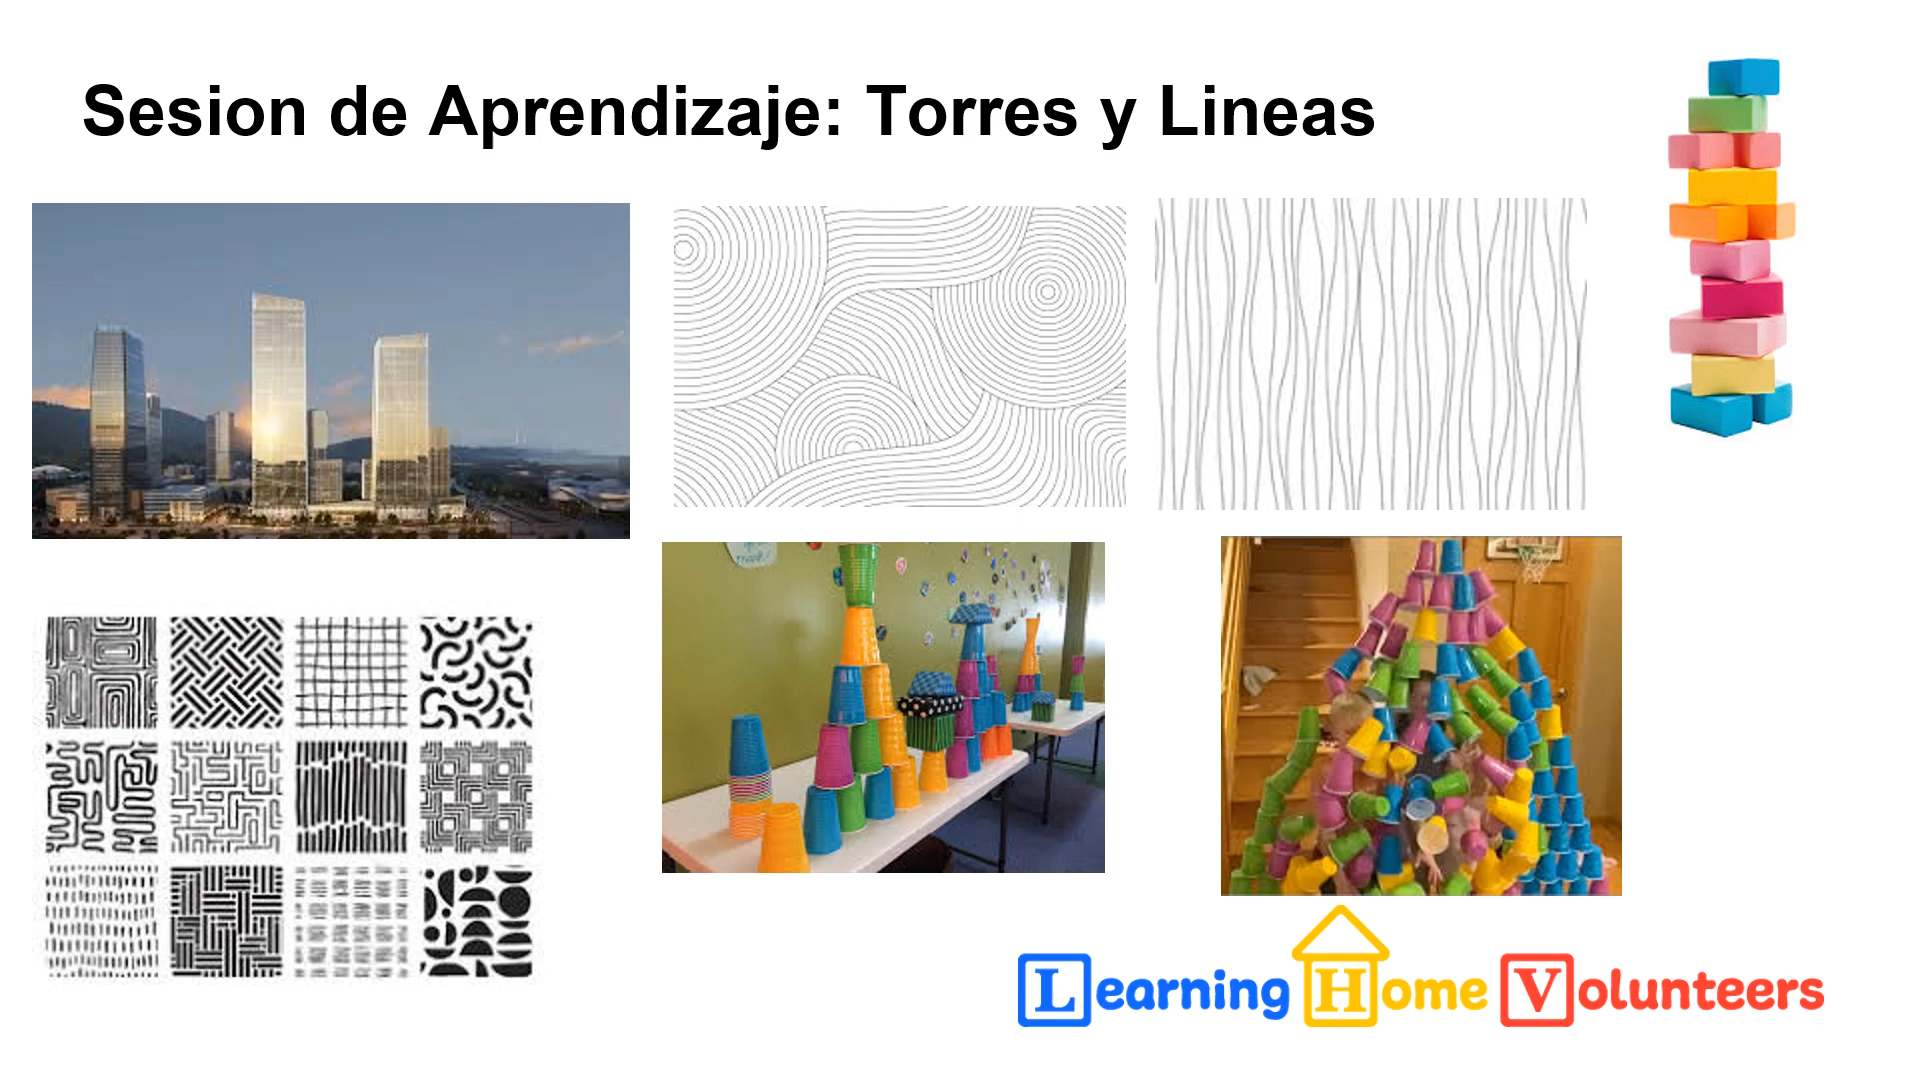 Sesion de Aprendizaje: Torres y Lineas
Learning Home Volunteers